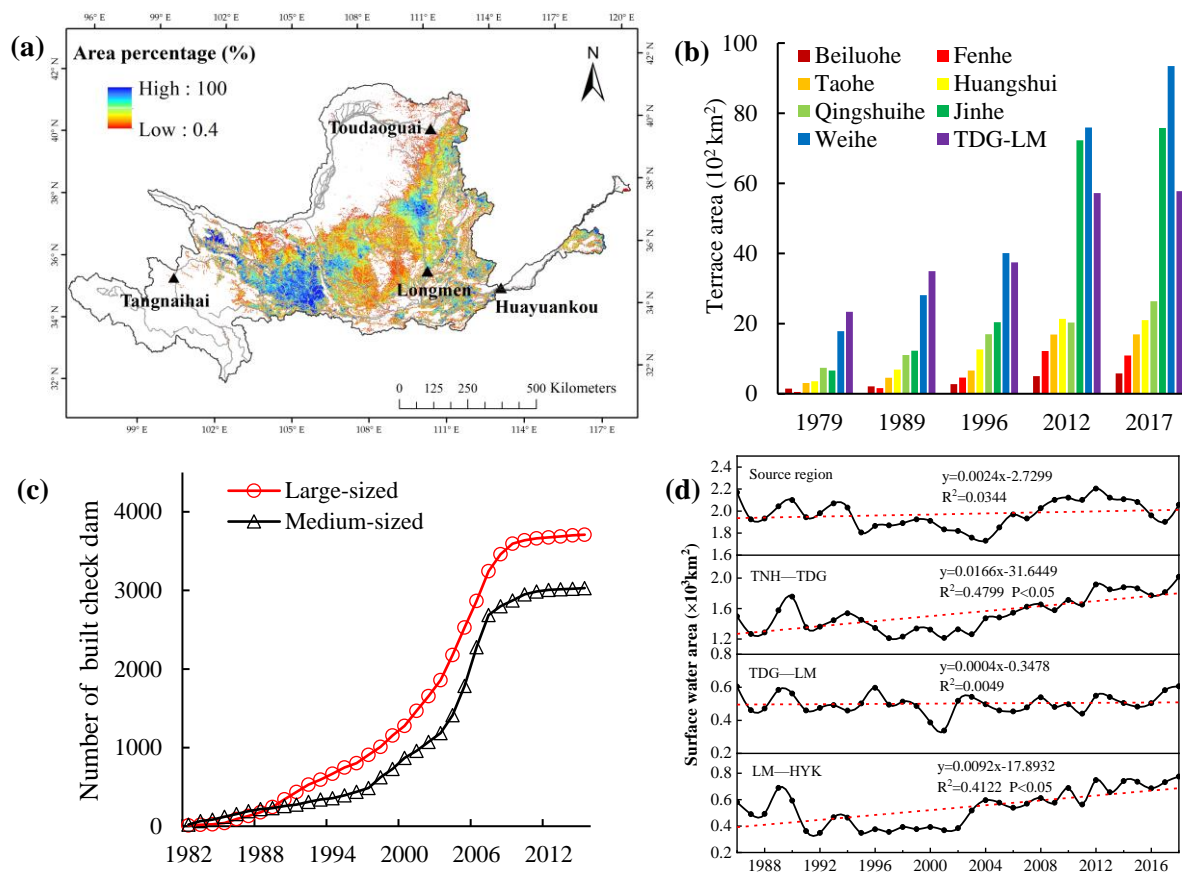 (a)
96° E 99° E 102° E 105° E 108° E 111° E 114° E 117° E 120° E
Area percentage (%)
High : 100
Low : 0.4
N
42° N
40° N
38° N
36° N
34° N
32° N
40° N
38° N
36° N
34° N
32° N
Toudaoguai
Tangnaihai
Longmen
Huayuankou
0 125 250 500 Kilometers
99° E 102° E 105° E 108° E 111° E 114° E 117° E
(b)
Terrace area (10² km²)
100
80
60
40
20
0
Beiluohe Fenhe
Taohe Huangshui
Qingshuihe Jinhe
Weihe TDG-LM
1979 1989 1996 2012 2017
(c)
Number of built check dam
Large-sized
Medium-sized
4000
3000
2000
1000
0
1982 1988 1994 2000 2006 2012
(d)
Surface water area (×10³km²)
2.4
Source region
y=0.0024x-2.7299
2.2
R²=0.0344
2.0
1.8
1.6
TNH—TDG
y=0.0166x-31.6449
2.0
R²=0.4799 P<0.05
1.6
1.2
0.8
TDG—LM
y=0.0004x-0.3478
0.6
R²=0.0049
0.4
0.2
LM—HYK
y=0.0092x-17.8932
0.8
R²=0.4122 P<0.05
0.6
0.4
0.2
1988 1992 1996 2000 2004 2008 2012 2016